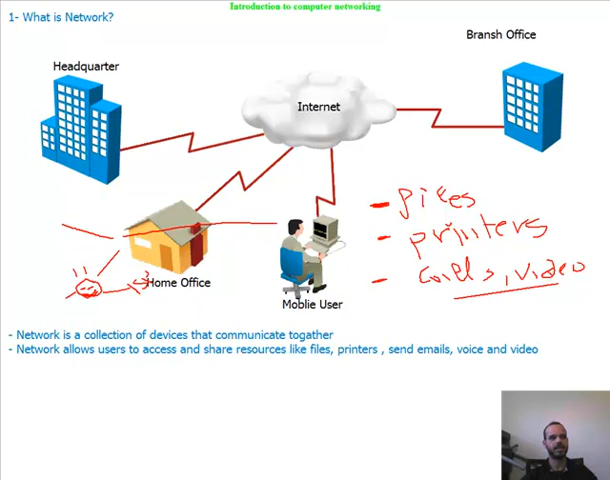 Introduction to computer networking
1- What is Network?
Bransh Office
Headquarter
Internet
- files
- printers
- calls, video
Home Office
Moblie User
- Network is a collection of devices that communicate togather
- Network allows users to access and share resources like files, printers , send emails, voice and video